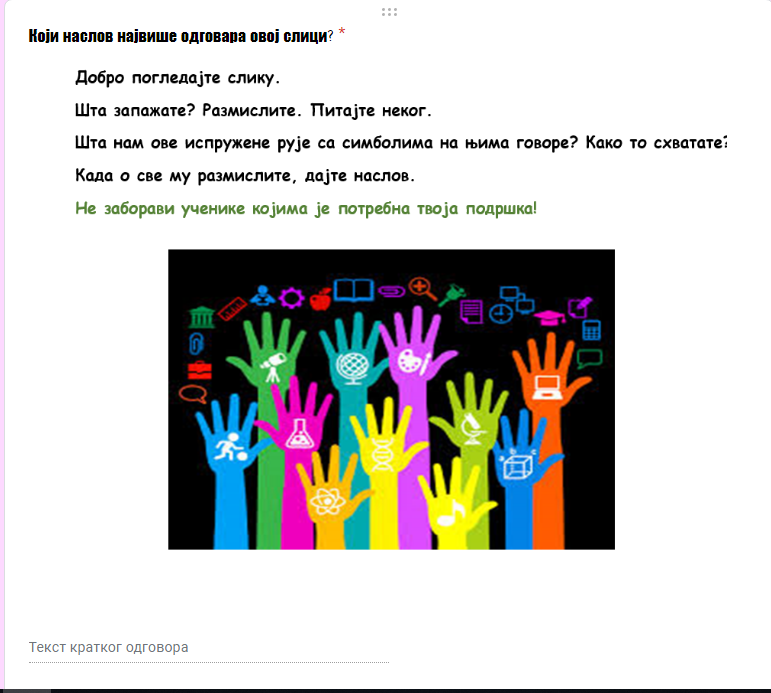 Који наслов највише одговара овој слици? *
Добро погледајте слику.
Шта запажате? Размислите. Питајте неког.
Шта нам ове испружене рује са симболима на њима говоре? Како то схватате?
Када о све му размислите, дајте наслов.
Не заборави ученике којима је потребна твоја подршка!
a b c
Текст кратког одговора